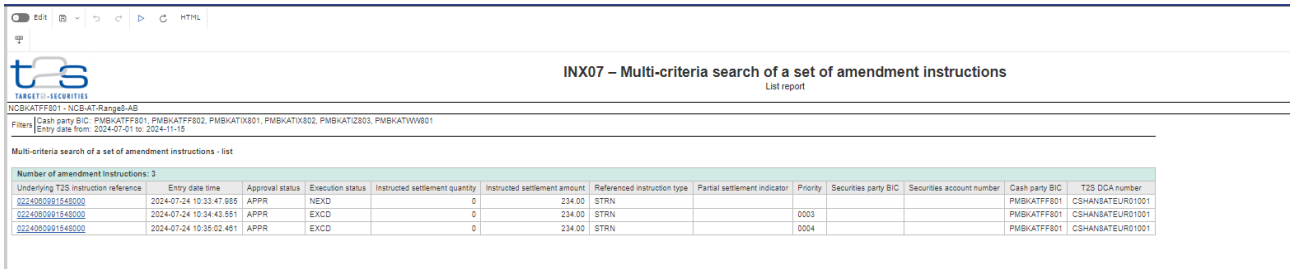 Edit HTML
t2s
TARGET2-SECURITIES
INX07 – Multi-criteria search of a set of amendment instructions
List report
NCBKATFF801 - NCB-AT-Range8-AB
Filters Cash party BIC: PMBKATFF801, PMBKATFF802, PMBKATIX801, PMBKATIX802, PMBKATIZ803, PMBKATWW801
Entry date from: 2024-07-01 to: 2024-11-15
Multi-criteria search of a set of amendment instructions - list
Number of amendment Instructions: 3
Underlying T2S instruction reference Entry date time Approval status Execution status Instructed settlement quantity Instructed settlement amount Referenced instruction type Partial settlement indicator Priority Securities party BIC Securities account number Cash party BIC T2S DCA number
0224060991548000 2024-07-24 10:33:47.985 APPR NEXD 0 234.00 STRN PMBKATFF801 CSHAN8ATEUR01001
0224060991548000 2024-07-24 10:34:43.551 APPR EXCD 0 234.00 STRN 0003 PMBKATFF801 CSHAN8ATEUR01001
0224060991548000 2024-07-24 10:35:02.461 APPR EXCD 0 234.00 STRN 0004 PMBKATFF801 CSHAN8ATEUR01001